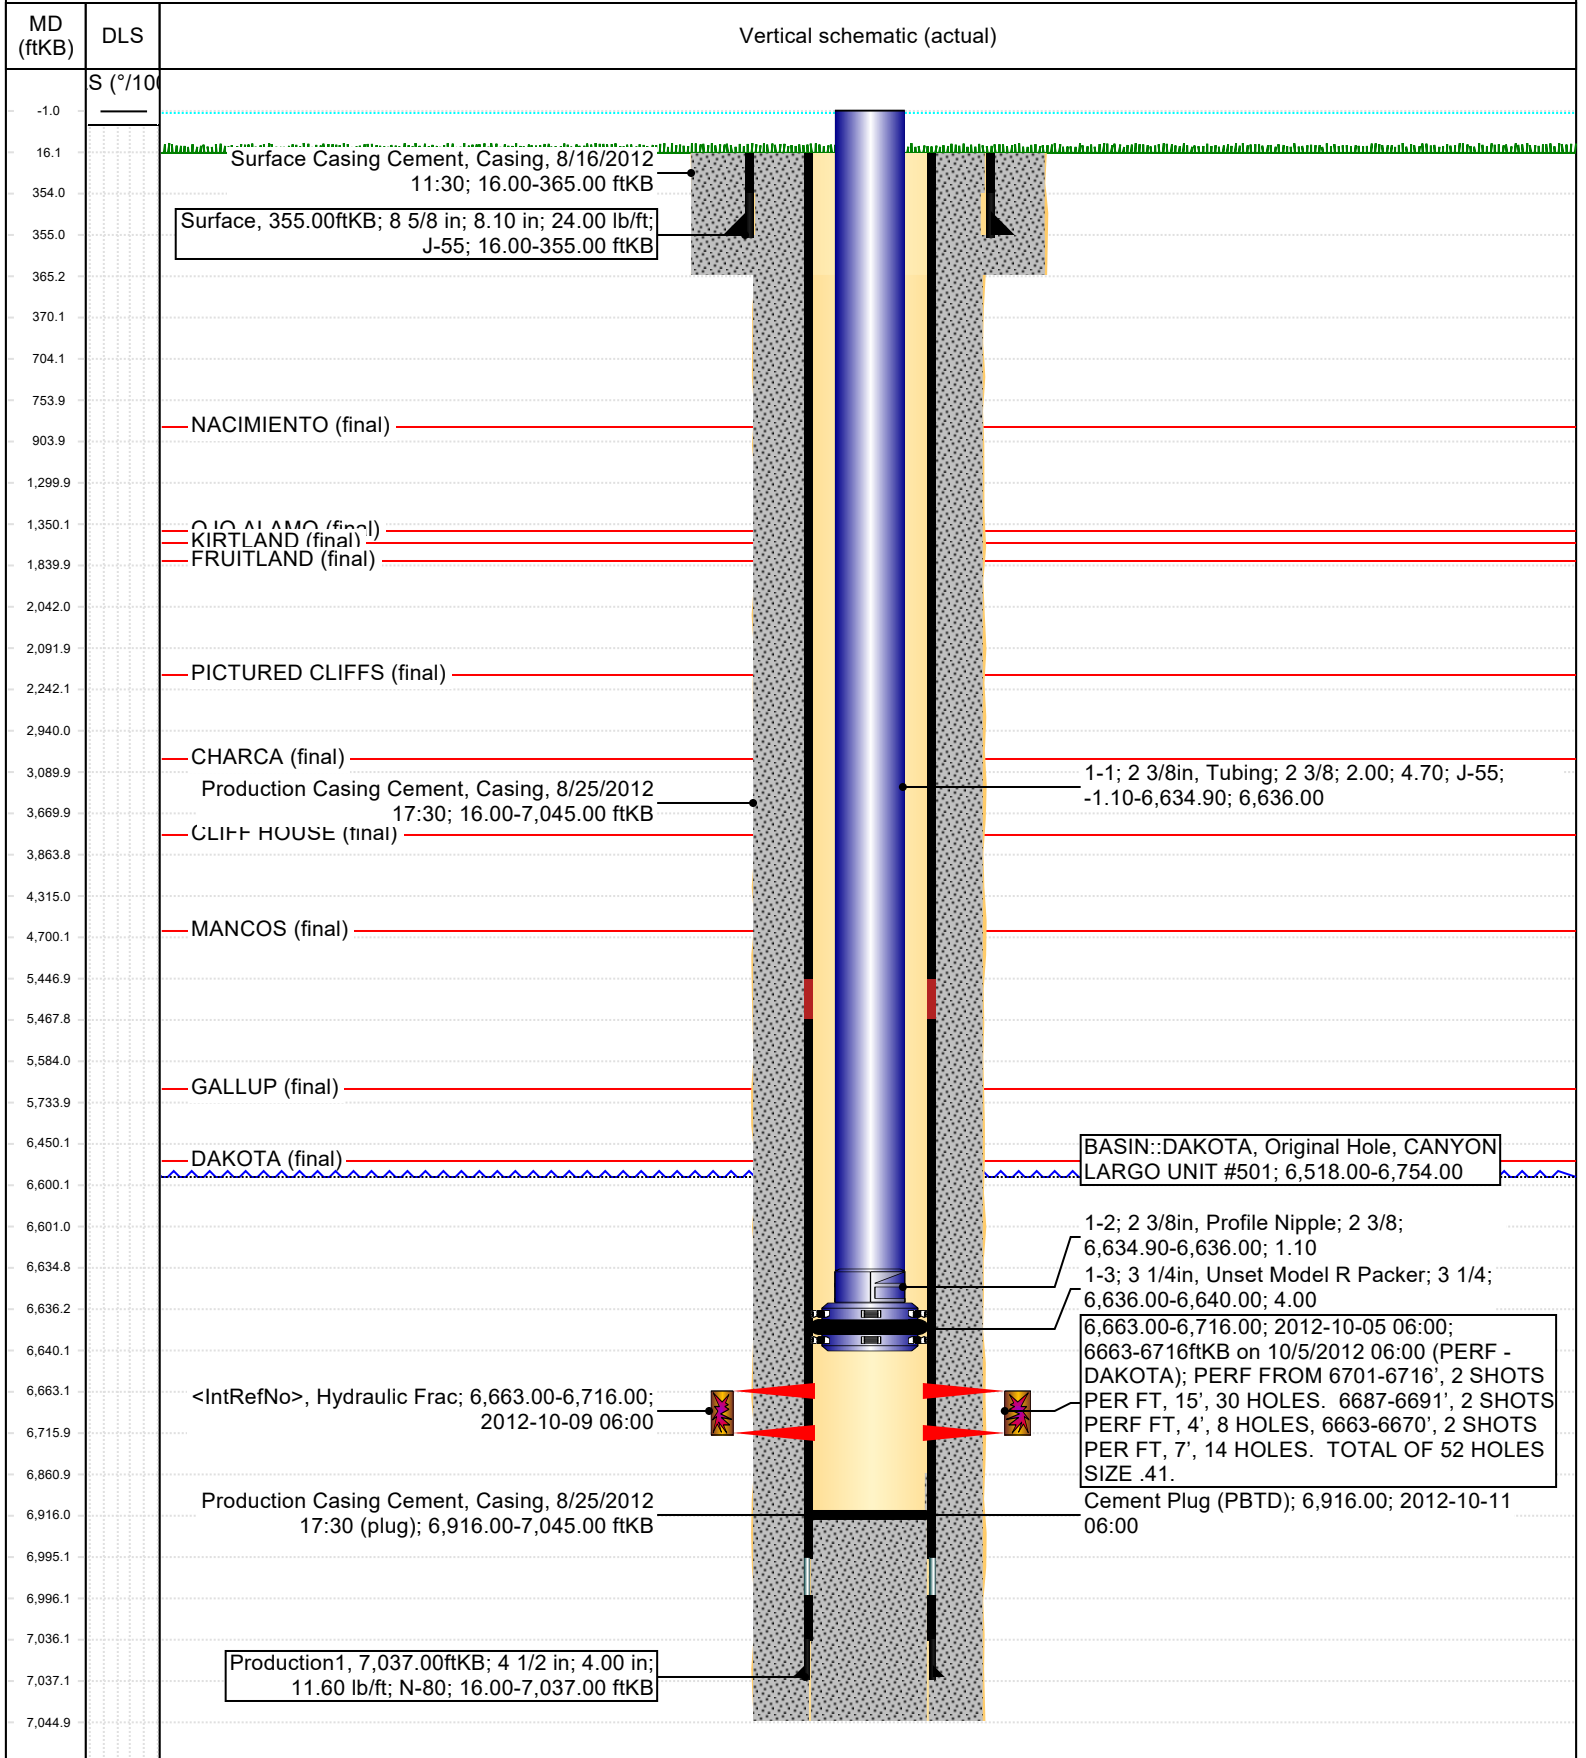 MD
(ftKB)
DLS
Vertical schematic (actual)
S (°/100
-1.0
16.1
354.0
355.0
365.2
370.1
704.1
753.9
903.9
1,299.9
1,350.1
1,839.9
2,042.0
2,091.9
2,242.1
2,940.0
3,089.9
3,669.9
3,863.8
4,315.0
4,700.1
5,446.9
5,467.8
5,584.0
5,733.9
6,450.1
6,600.1
6,601.0
6,634.8
6,636.2
6,640.1
6,663.1
6,715.9
6,860.9
6,916.0
6,995.1
6,996.1
7,036.1
7,037.1
7,044.9
Surface Casing Cement, Casing, 8/16/2012
11:30; 16.00-365.00 ftKB
Surface, 355.00ftKB; 8 5/8 in; 8.10 in; 24.00 lb/ft;
J-55; 16.00-355.00 ftKB
NACIMIENTO (final)
OJO ALAMO (final)
KIRTLAND (final)
FRUITLAND (final)
PICTURED CLIFFS (final)
CHARCA (final)
Production Casing Cement, Casing, 8/25/2012
17:30; 16.00-7,045.00 ftKB
CLIFF HOUSE (final)
MANCOS (final)
GALLUP (final)
DAKOTA (final)
<IntRefNo>, Hydraulic Frac; 6,663.00-6,716.00;
2012-10-09 06:00
Production Casing Cement, Casing, 8/25/2012
17:30 (plug); 6,916.00-7,045.00 ftKB
Production1, 7,037.00ftKB; 4 1/2 in; 4.00 in;
11.60 lb/ft; N-80; 16.00-7,037.00 ftKB
1-1; 2 3/8in, Tubing; 2 3/8; 2.00; 4.70; J-55;
-1.10-6,634.90; 6,636.00
BASIN::DAKOTA, Original Hole, CANYON
LARGO UNIT #501; 6,518.00-6,754.00
1-2; 2 3/8in, Profile Nipple; 2 3/8;
6,634.90-6,636.00; 1.10
1-3; 3 1/4in, Unset Model R Packer; 3 1/4;
6,636.00-6,640.00; 4.00
6,663.00-6,716.00; 2012-10-05 06:00;
6663-6716ftKB on 10/5/2012 06:00 (PERF -
DAKOTA); PERF FROM 6701-6716', 2 SHOTS
PER FT, 15', 30 HOLES.  6687-6691', 2 SHOTS
PERF FT, 4', 8 HOLES, 6663-6670', 2 SHOTS
PER FT, 7', 14 HOLES.  TOTAL OF 52 HOLES
SIZE .41.
Cement Plug (PBTD); 6,916.00; 2012-10-11
06:00